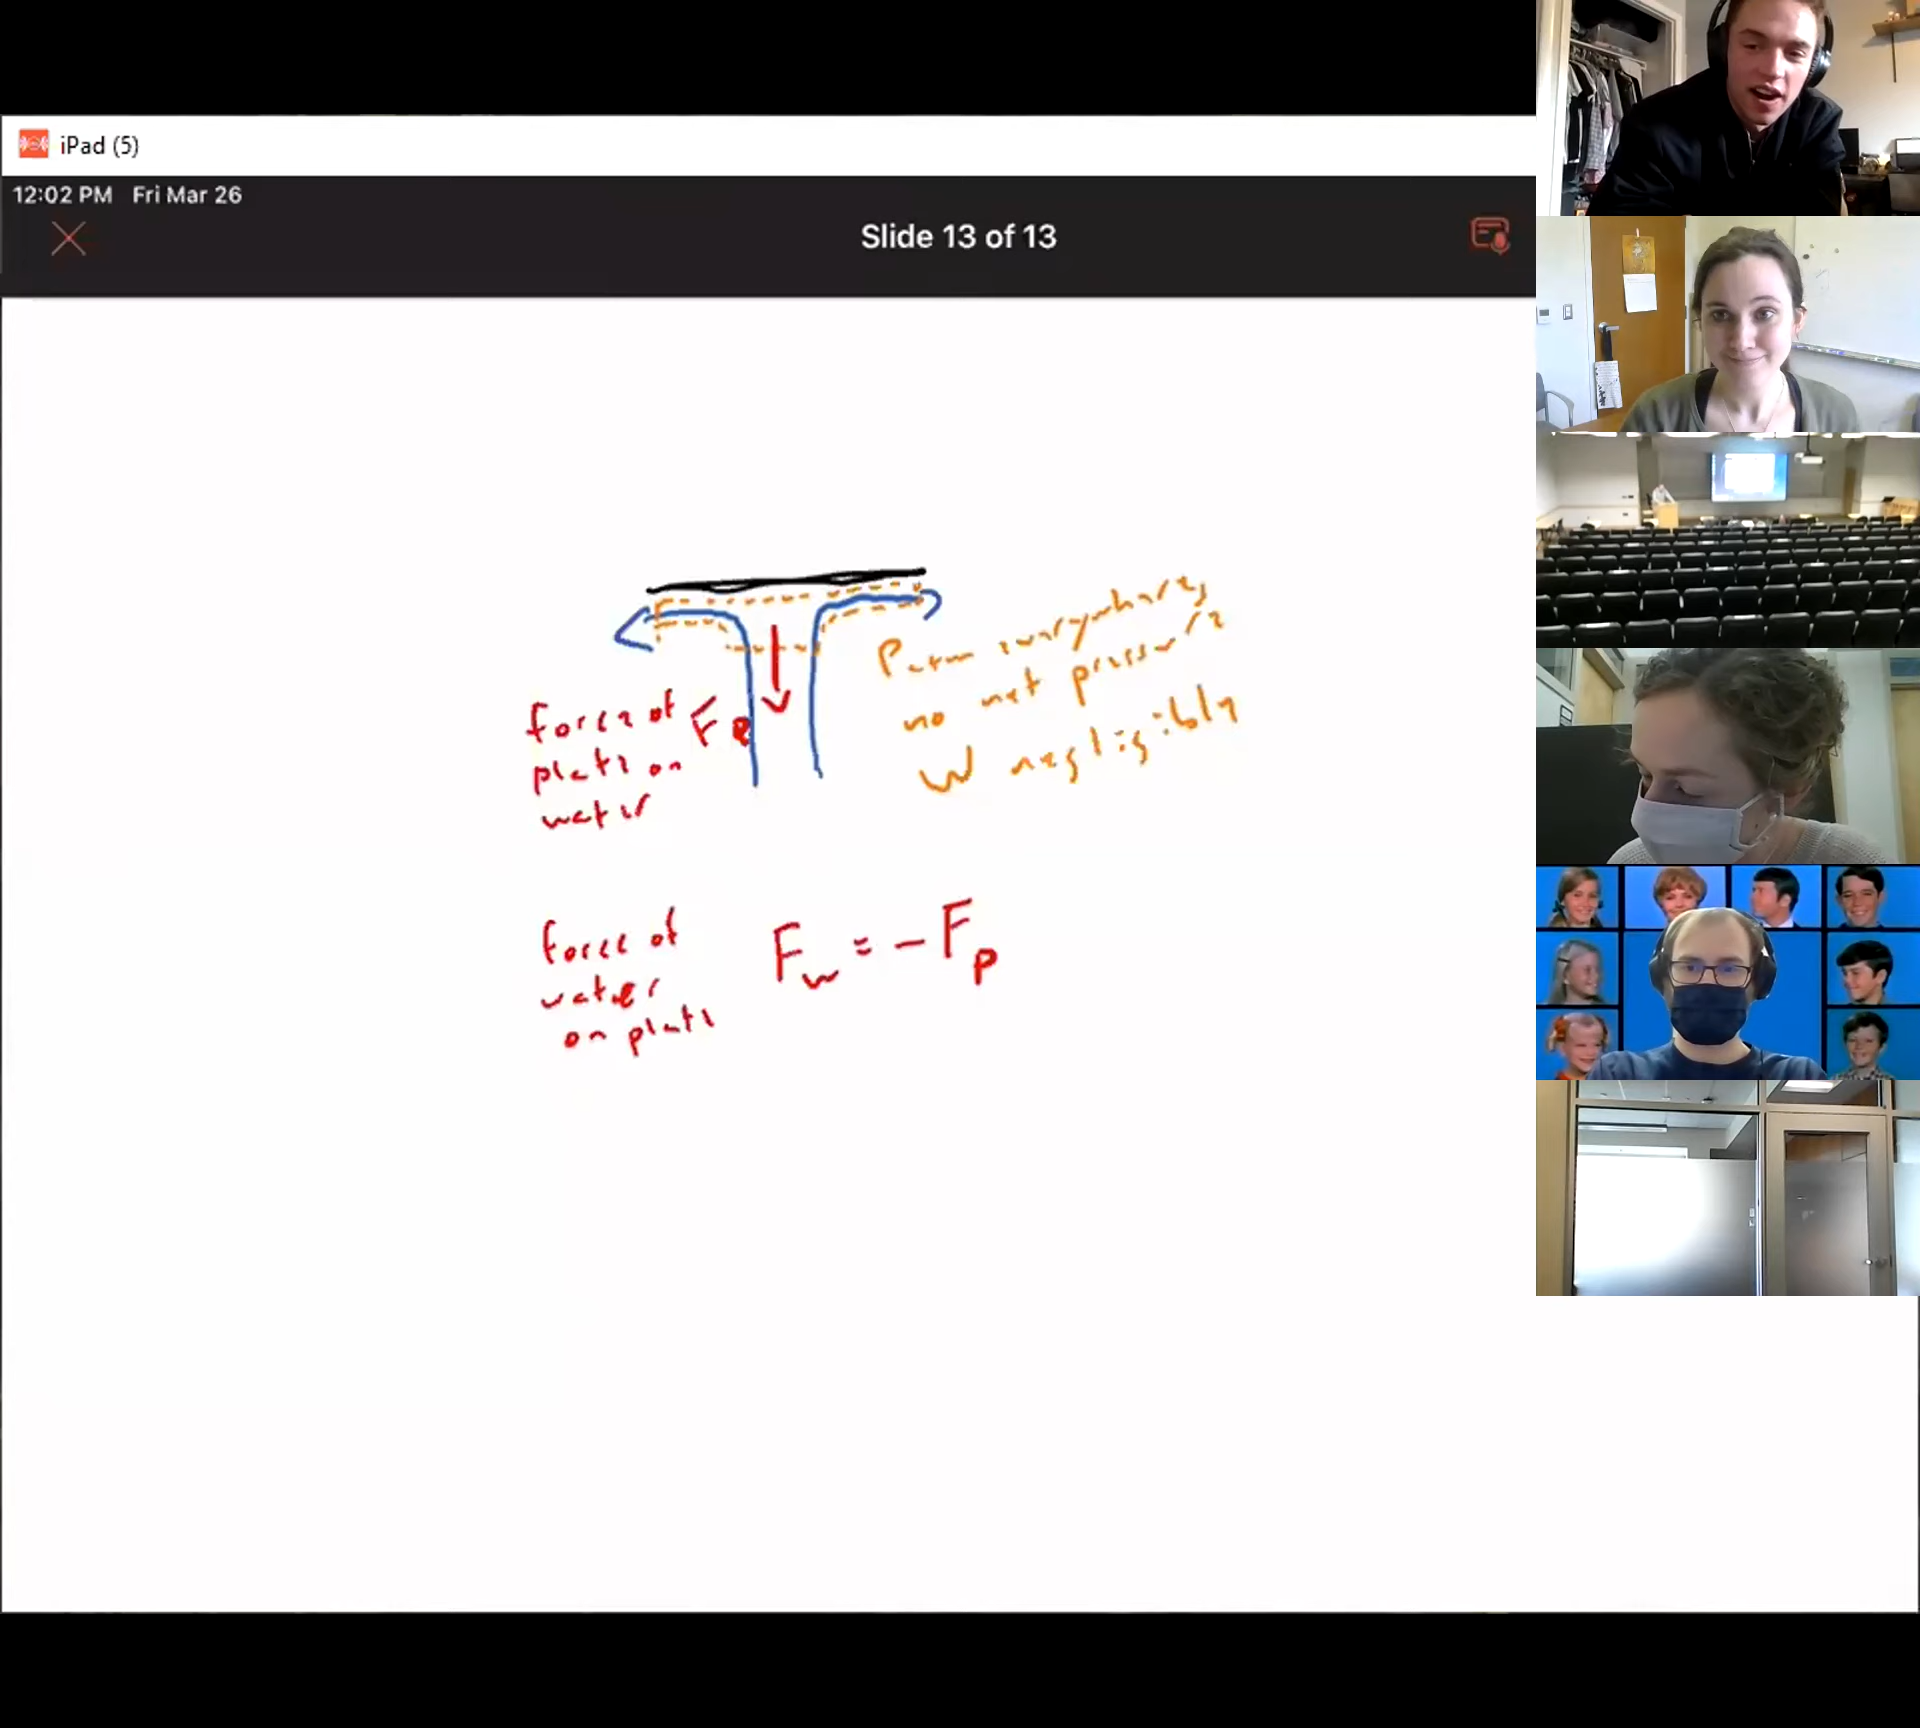 iPad (5)
12:02 PM Fri Mar 26
Slide 13 of 13
Patm everywhere
no net pressure
W negligible
force of
plate on
water
Fp
force of
water
on plate
Fw = -Fp